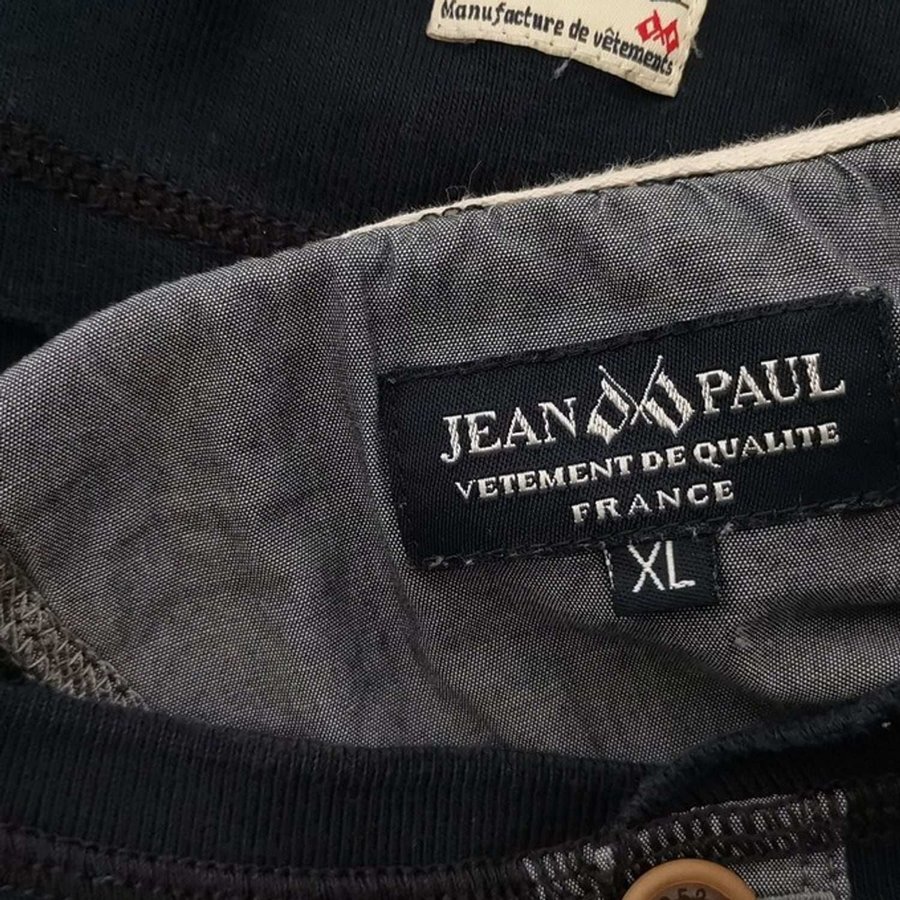 Manufacture de vêtements
JEAN PAUL
VETEMENT DE QUALITE
FRANCE
XL